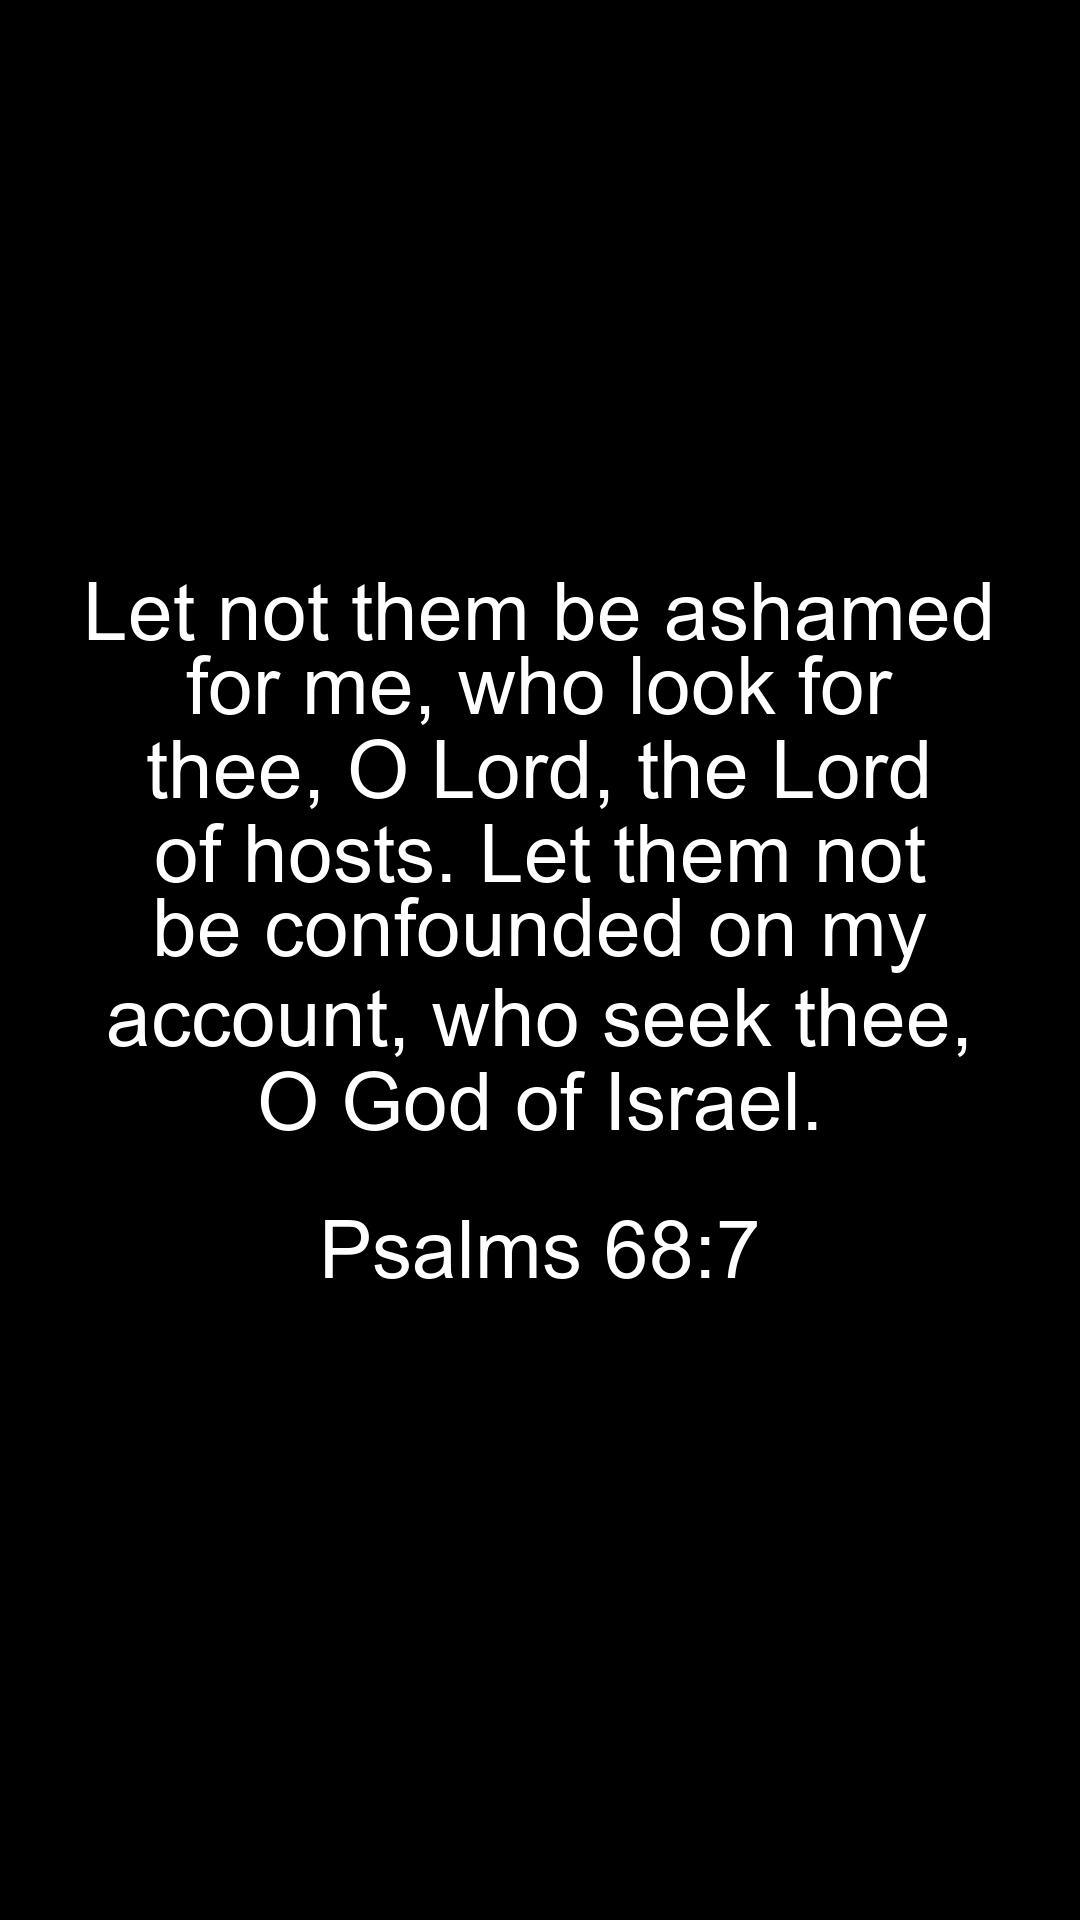 Let not them be ashamed
for me, who look for
thee, O Lord, the Lord
of hosts. Let them not
be confounded on my
account, who seek thee,
O God of Israel.
Psalms 68:7